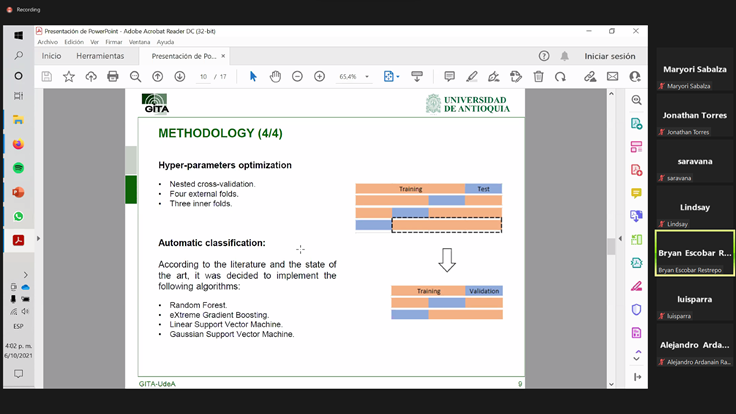 Recording
Presentación de PowerPoint - Adobe Acrobat Reader DC (32-bit)
Archivo Edición Ver Firmar Ventana Ayuda
Inicio Herramientas Presentación de Po... × Iniciar sesión
10 / 17 65,4%
GITA
UNIVERSIDAD
DE ANTIOQUIA
METHODOLOGY (4/4)
Hyper-parameters optimization
• Nested cross-validation.
• Four external folds.
• Three inner folds.
Training Test
Automatic classification:
According to the literature and the state of
the art, it was decided to implement the
following algorithms:
• Random Forest.
• eXtreme Gradient Boosting.
• Linear Support Vector Machine.
• Gaussian Support Vector Machine.
Training Validation
GITA-UdeA 9
ESP
4:02 p. m.
6/10/2021
Maryori Sabalza
Maryori Sabalza
Jonathan Torres
Jonathan Torres
saravana
saravana
Lindsay
Lindsay
Bryan Escobar R...
Bryan Escobar Restrepo
luisparra
luisparra
Alejandro Arda...
Alejandro Ardanain Ra...